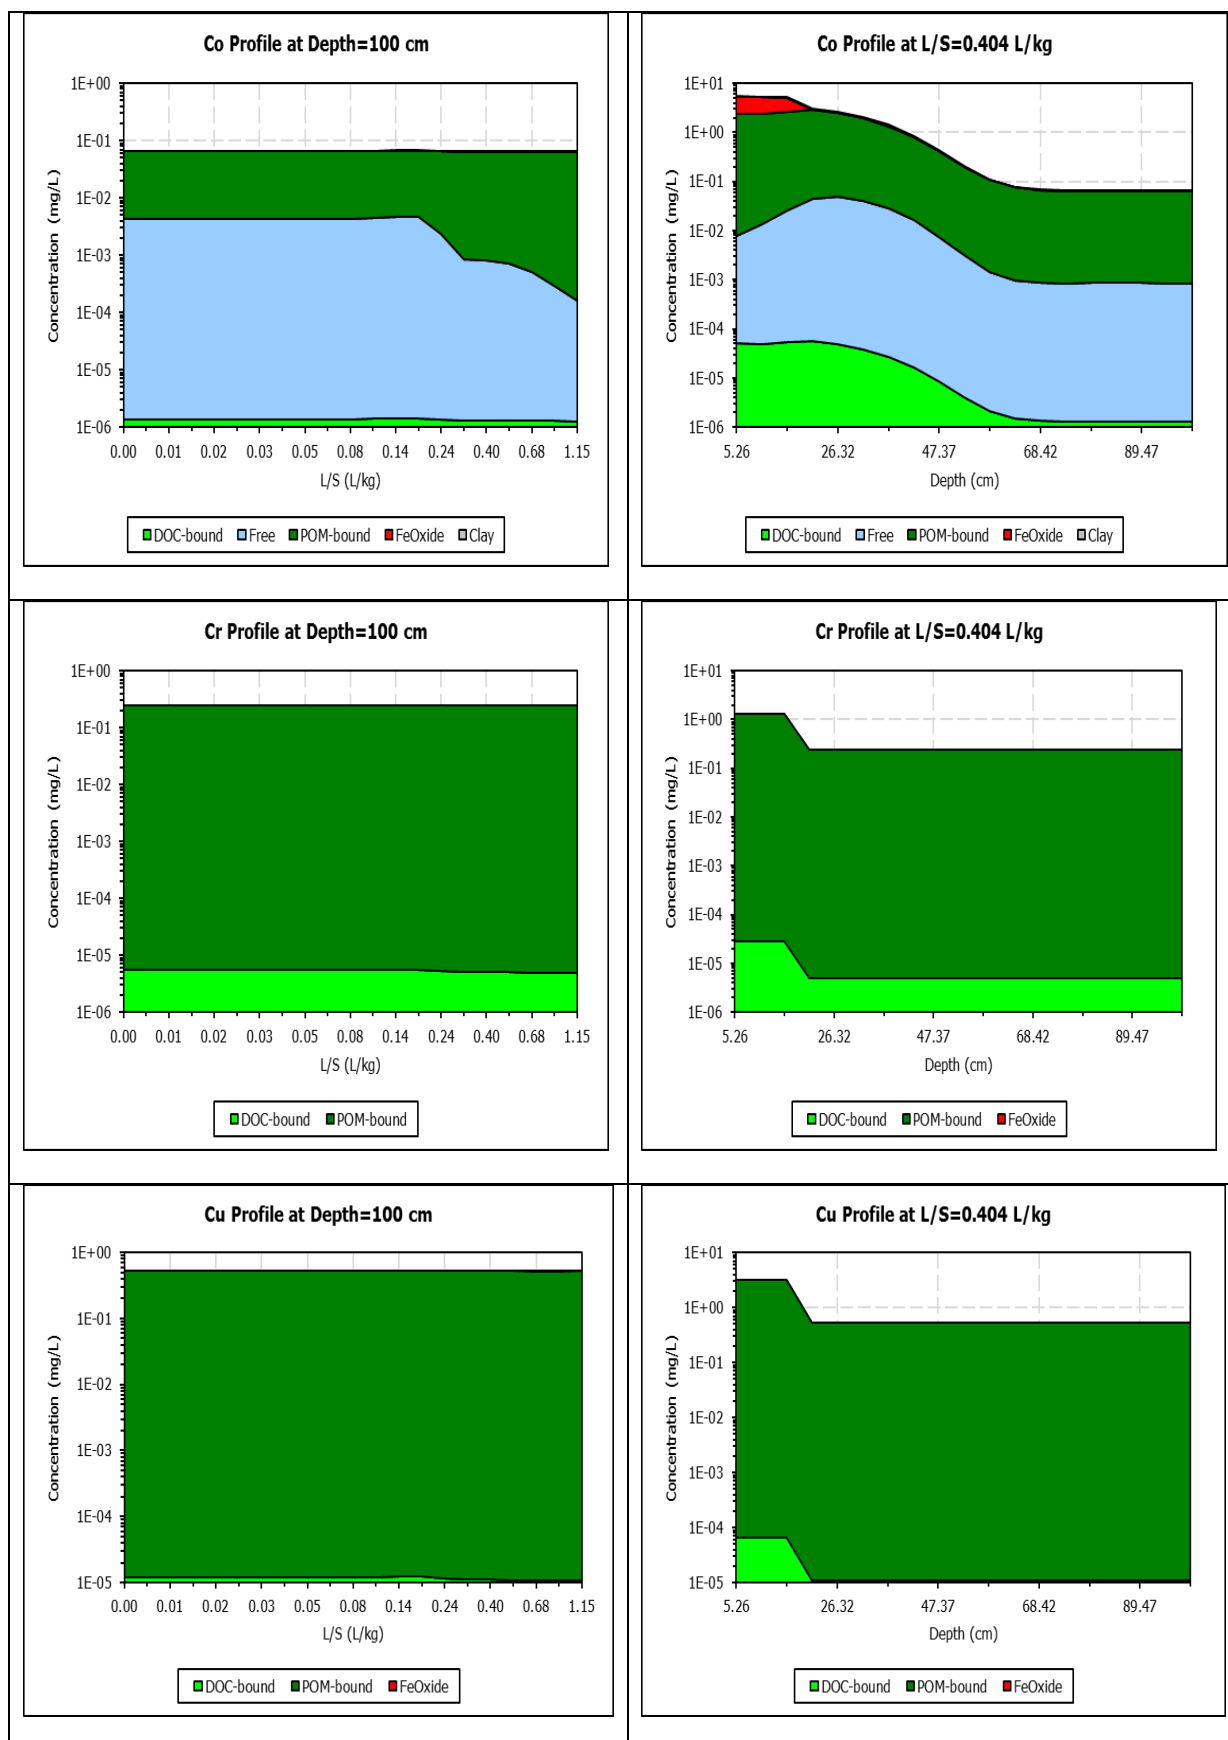 Co Profile at Depth=100 cm
1E+00
1E-01
1E-02
1E-03
1E-04
1E-05
1E-06
Concentration (mg/L)
0.00 0.01 0.02 0.03 0.05 0.08 0.14 0.24 0.40 0.68 1.15
L/S (L/kg)
DOC-bound Free POM-bound FeOxide Clay
Co Profile at L/S=0.404 L/kg
1E+01
1E+00
1E-01
1E-02
1E-03
1E-04
1E-05
1E-06
Concentration (mg/L)
5.26 26.32 47.37 68.42 89.47
Depth (cm)
DOC-bound Free POM-bound FeOxide Clay
Cr Profile at Depth=100 cm
1E+00
1E-01
1E-02
1E-03
1E-04
1E-05
1E-06
Concentration (mg/L)
0.00 0.01 0.02 0.03 0.05 0.08 0.14 0.24 0.40 0.68 1.15
L/S (L/kg)
DOC-bound POM-bound
Cr Profile at L/S=0.404 L/kg
1E+01
1E+00
1E-01
1E-02
1E-03
1E-04
1E-05
1E-06
Concentration (mg/L)
5.26 26.32 47.37 68.42 89.47
Depth (cm)
DOC-bound POM-bound FeOxide
Cu Profile at Depth=100 cm
1E+00
1E-01
1E-02
1E-03
1E-04
1E-05
Concentration (mg/L)
0.00 0.01 0.02 0.03 0.05 0.08 0.14 0.24 0.40 0.68 1.15
L/S (L/kg)
DOC-bound POM-bound FeOxide
Cu Profile at L/S=0.404 L/kg
1E+01
1E+00
1E-01
1E-02
1E-03
1E-04
1E-05
Concentration (mg/L)
5.26 26.32 47.37 68.42 89.47
Depth (cm)
DOC-bound POM-bound FeOxide